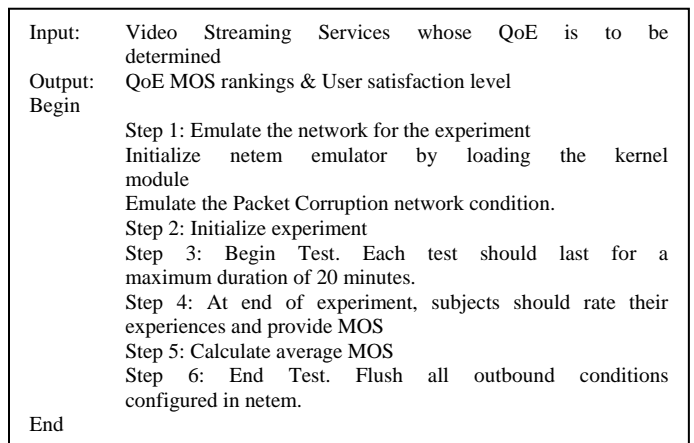 Input: Video Streaming Services whose QoE is to be
determined
Output: QoE MOS rankings & User satisfaction level
Begin
Step 1: Emulate the network for the experiment
Initialize netem emulator by loading the kernel
module
Emulate the Packet Corruption network condition.
Step 2: Initialize experiment
Step 3: Begin Test. Each test should last for a
maximum duration of 20 minutes.
Step 4: At end of experiment, subjects should rate their
experiences and provide MOS
Step 5: Calculate average MOS
Step 6: End Test. Flush all outbound conditions
configured in netem.
End